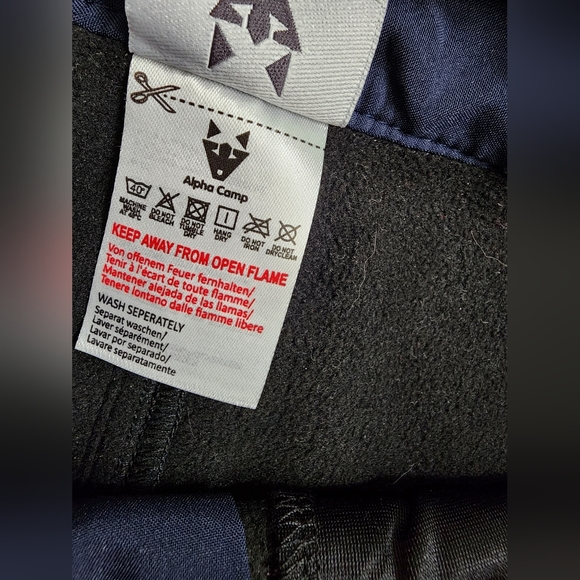 Alpha Camp
40°
MACHINE WASH AT 40°C
DO NOT BLEACH
DO NOT TUMBLE DRY
HANG DRY
DO NOT IRON
DO NOT DRYCLEAN
KEEP AWAY FROM OPEN FLAME
Von offenem Feuer fernhalten/
Tenir à l'écart de toute flamme/
Mantener alejada de las llamas/
Tenere lontano dalle fiamme libere
WASH SEPERATELY
Separat waschen/
Laver séparément/
Lavar por separado/
Lavare separatamente